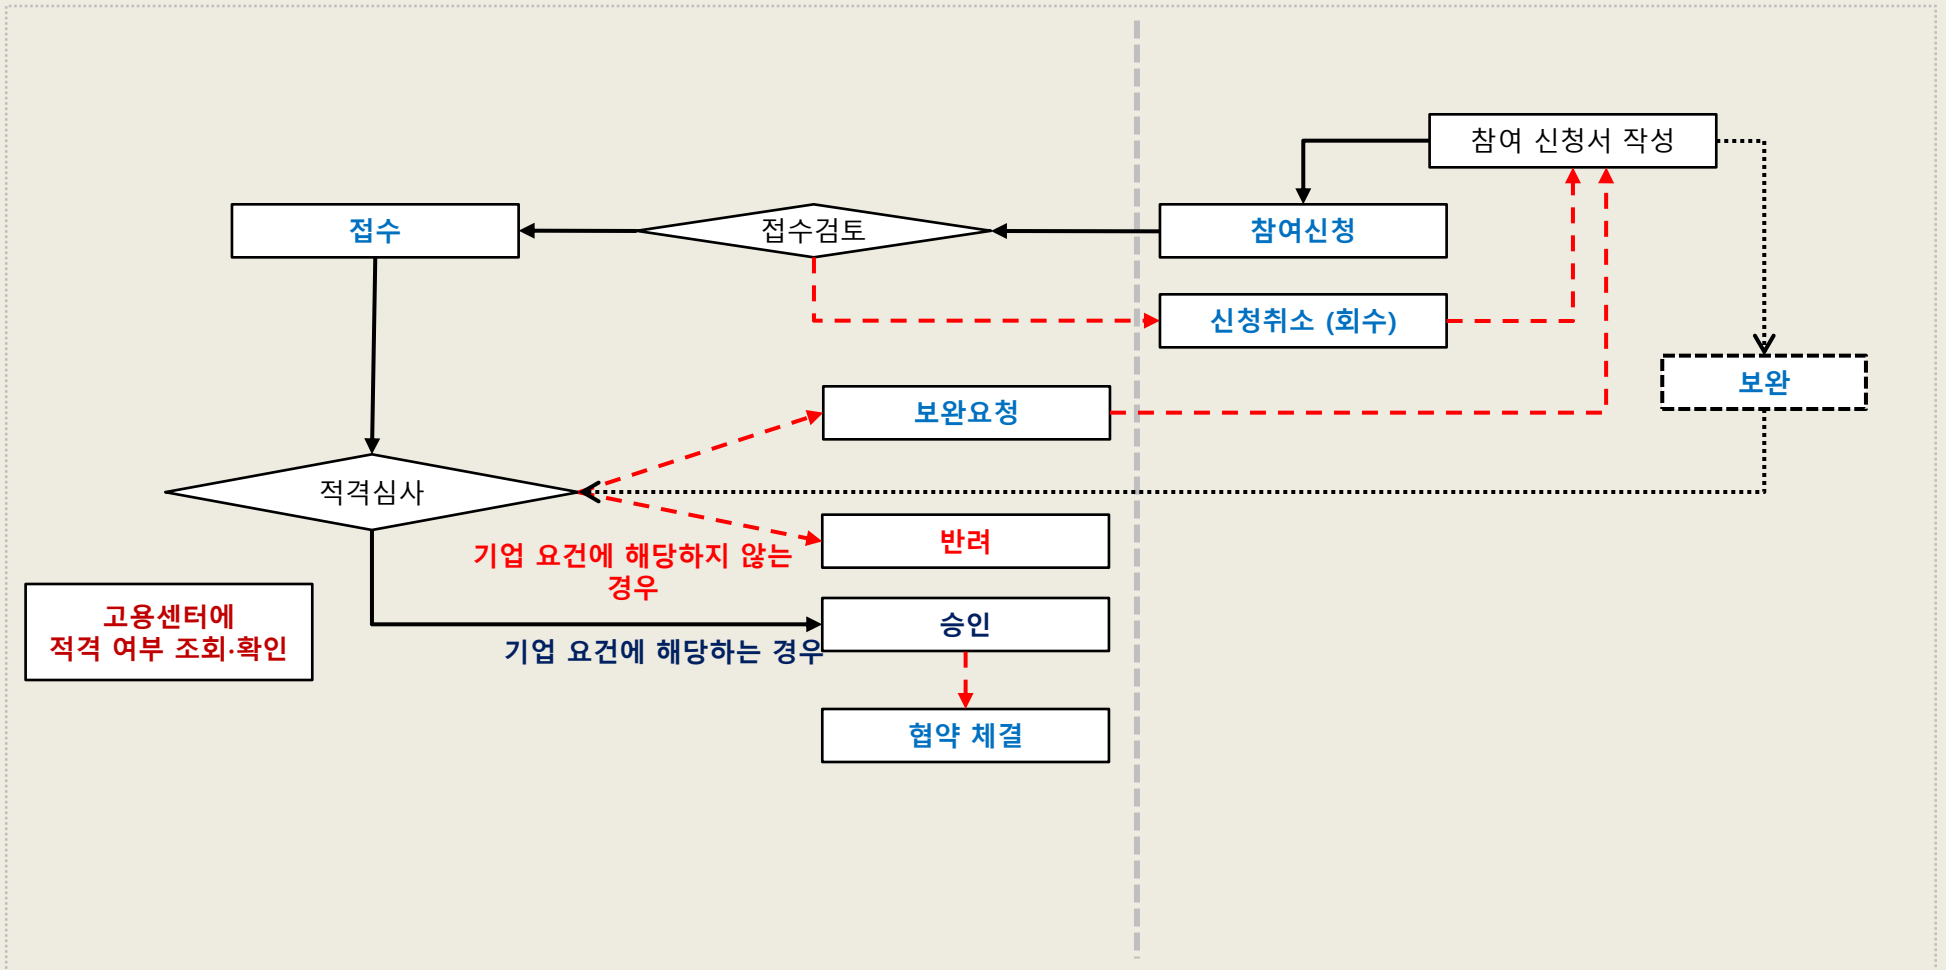 참여 신청서 작성
접수
접수검토
참여신청
신청취소 (회수)
보완
보완요청
적격심사
반려
기업 요건에 해당하지 않는
경우
고용센터에
적격 여부 조회·확인
승인
기업 요건에 해당하는 경우
협약 체결